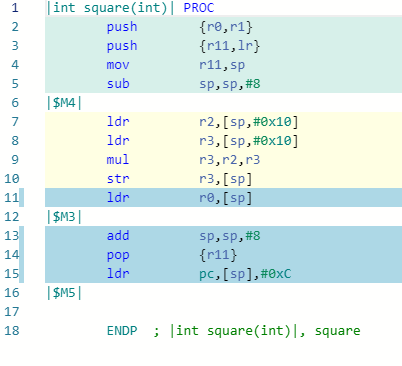 1 |int square(int)| PROC
2 push {r0,r1}
3 push {r11,lr}
4 mov r11,sp
5 sub sp,sp,#8
6 |$M4|
7 ldr r2,[sp,#0x10]
8 ldr r3,[sp,#0x10]
9 mul r3,r2,r3
10 str r3,[sp]
11 ldr r0,[sp]
12 |$M3|
13 add sp,sp,#8
14 pop {r11}
15 ldr pc,[sp],#0xC
16 |$M5|
17
18 ENDP ; |int square(int)|, square